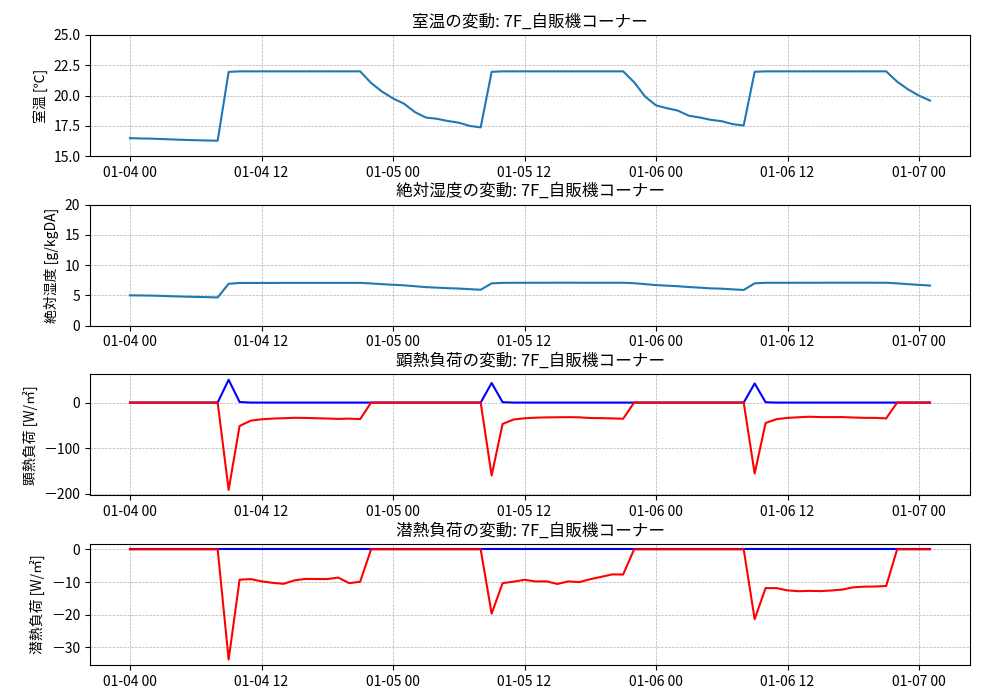 室温の変動: 7F_自販機コーナー
室温 [℃]
25.0
22.5
20.0
17.5
15.0
01-04 00 01-04 12 01-05 00 01-05 12 01-06 00 01-06 12 01-07 00
絶対湿度の変動: 7F_自販機コーナー
絶対湿度 [g/kgDA]
20
15
10
5
0
01-04 00 01-04 12 01-05 00 01-05 12 01-06 00 01-06 12 01-07 00
顕熱負荷の変動: 7F_自販機コーナー
顕熱負荷 [W/㎡]
0
−100
−200
01-04 00 01-04 12 01-05 00 01-05 12 01-06 00 01-06 12 01-07 00
潜熱負荷の変動: 7F_自販機コーナー
潜熱負荷 [W/㎡]
0
−10
−20
−30
01-04 00 01-04 12 01-05 00 01-05 12 01-06 00 01-06 12 01-07 00